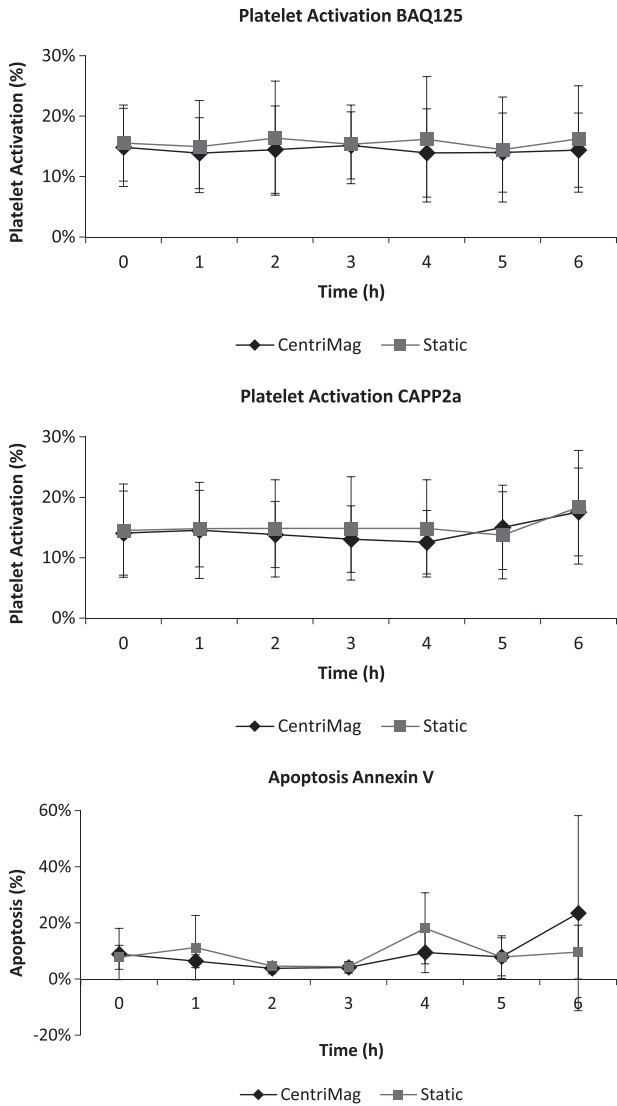 Platelet Activation BAQ125
Platelet Activation (%)
30%
20%
10%
0%
0 1 2 3 4 5 6
Time (h)
CentriMag Static
Platelet Activation CAPP2a
Platelet Activation (%)
30%
20%
10%
0%
0 1 2 3 4 5 6
Time (h)
CentriMag Static
Apoptosis Annexin V
Apoptosis (%)
60%
40%
20%
0%
-20%
0 1 2 3 4 5 6
Time (h)
CentriMag Static